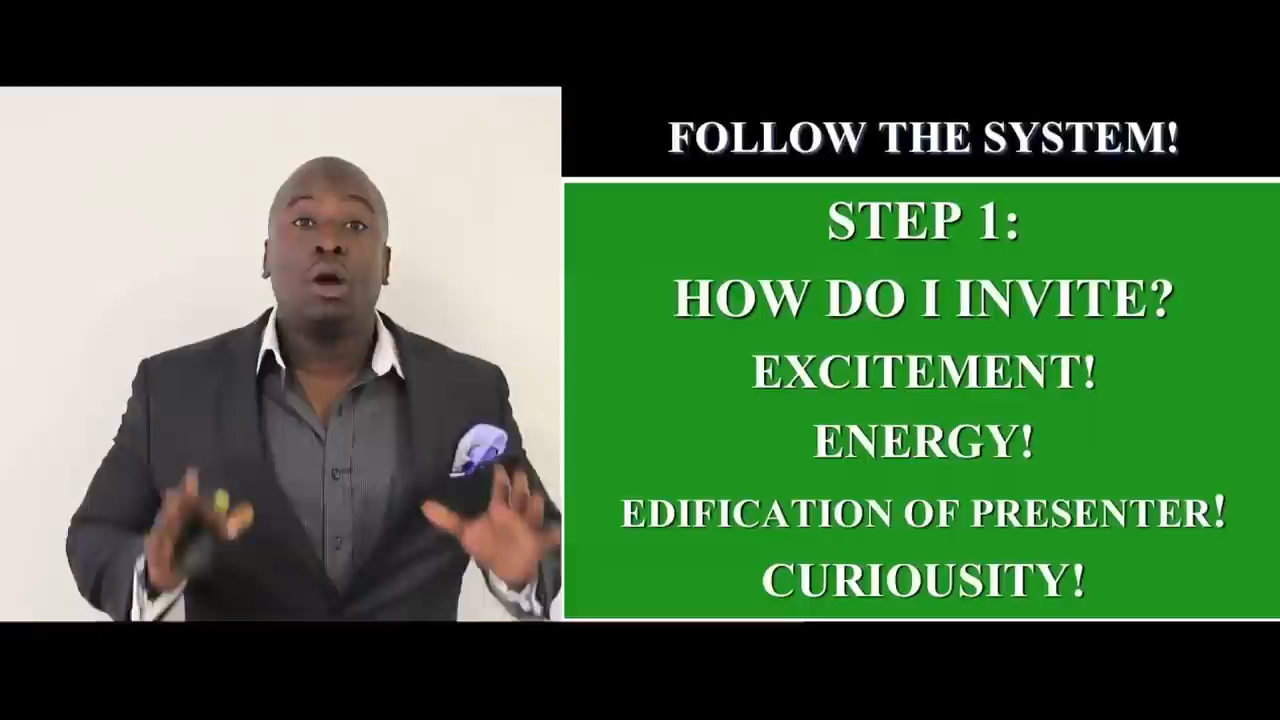 FOLLOW THE SYSTEM!
STEP 1:
HOW DO I INVITE?
EXCITEMENT!
ENERGY!
EDIFICATION OF PRESENTER!
CURIOUSITY!